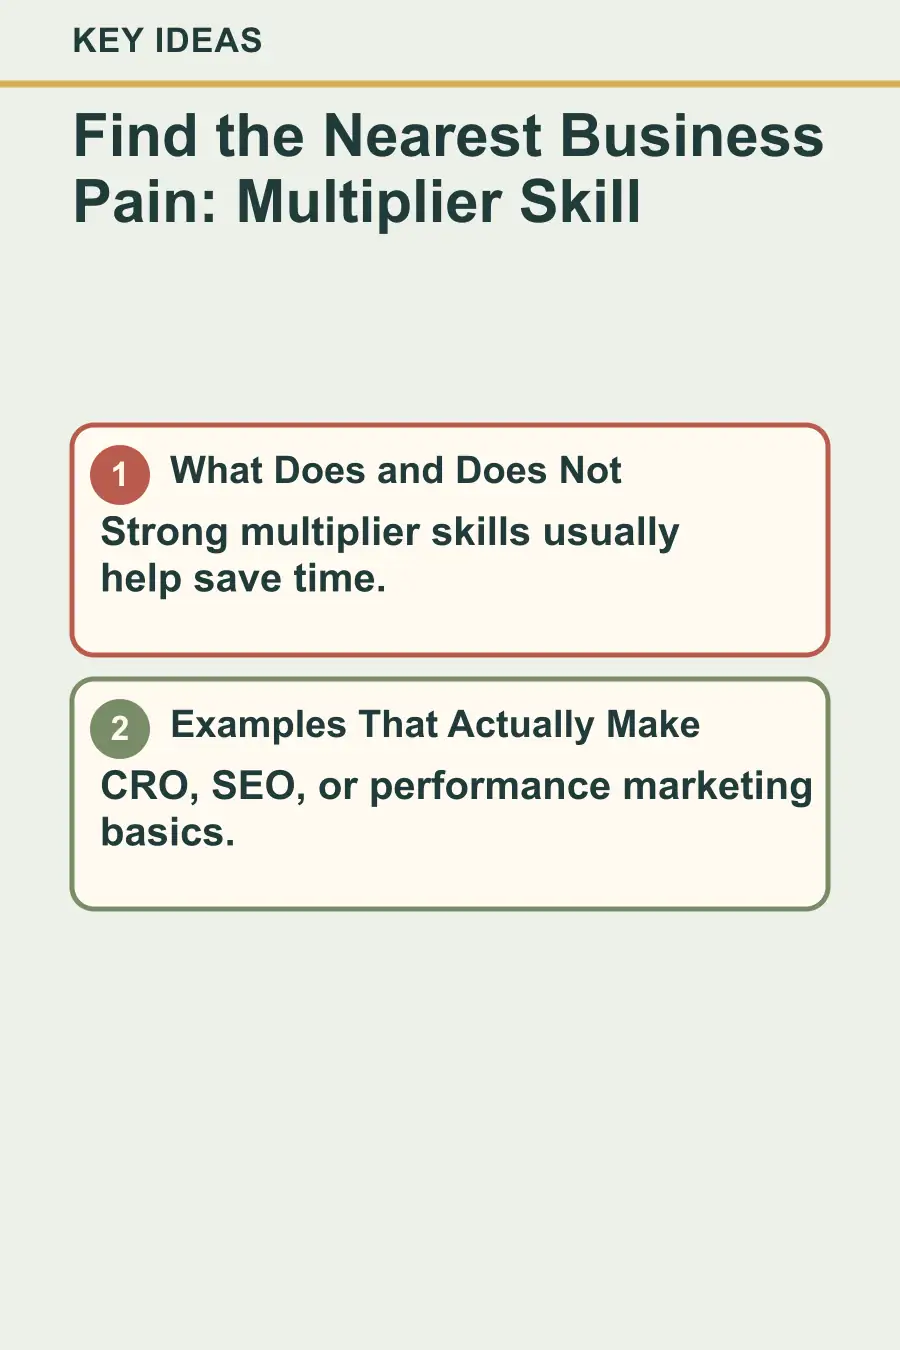 KEY IDEAS
Find the Nearest Business
Pain: Multiplier Skill
1 What Does and Does Not
Strong multiplier skills usually
help save time.
2 Examples That Actually Make
CRO, SEO, or performance marketing
basics.